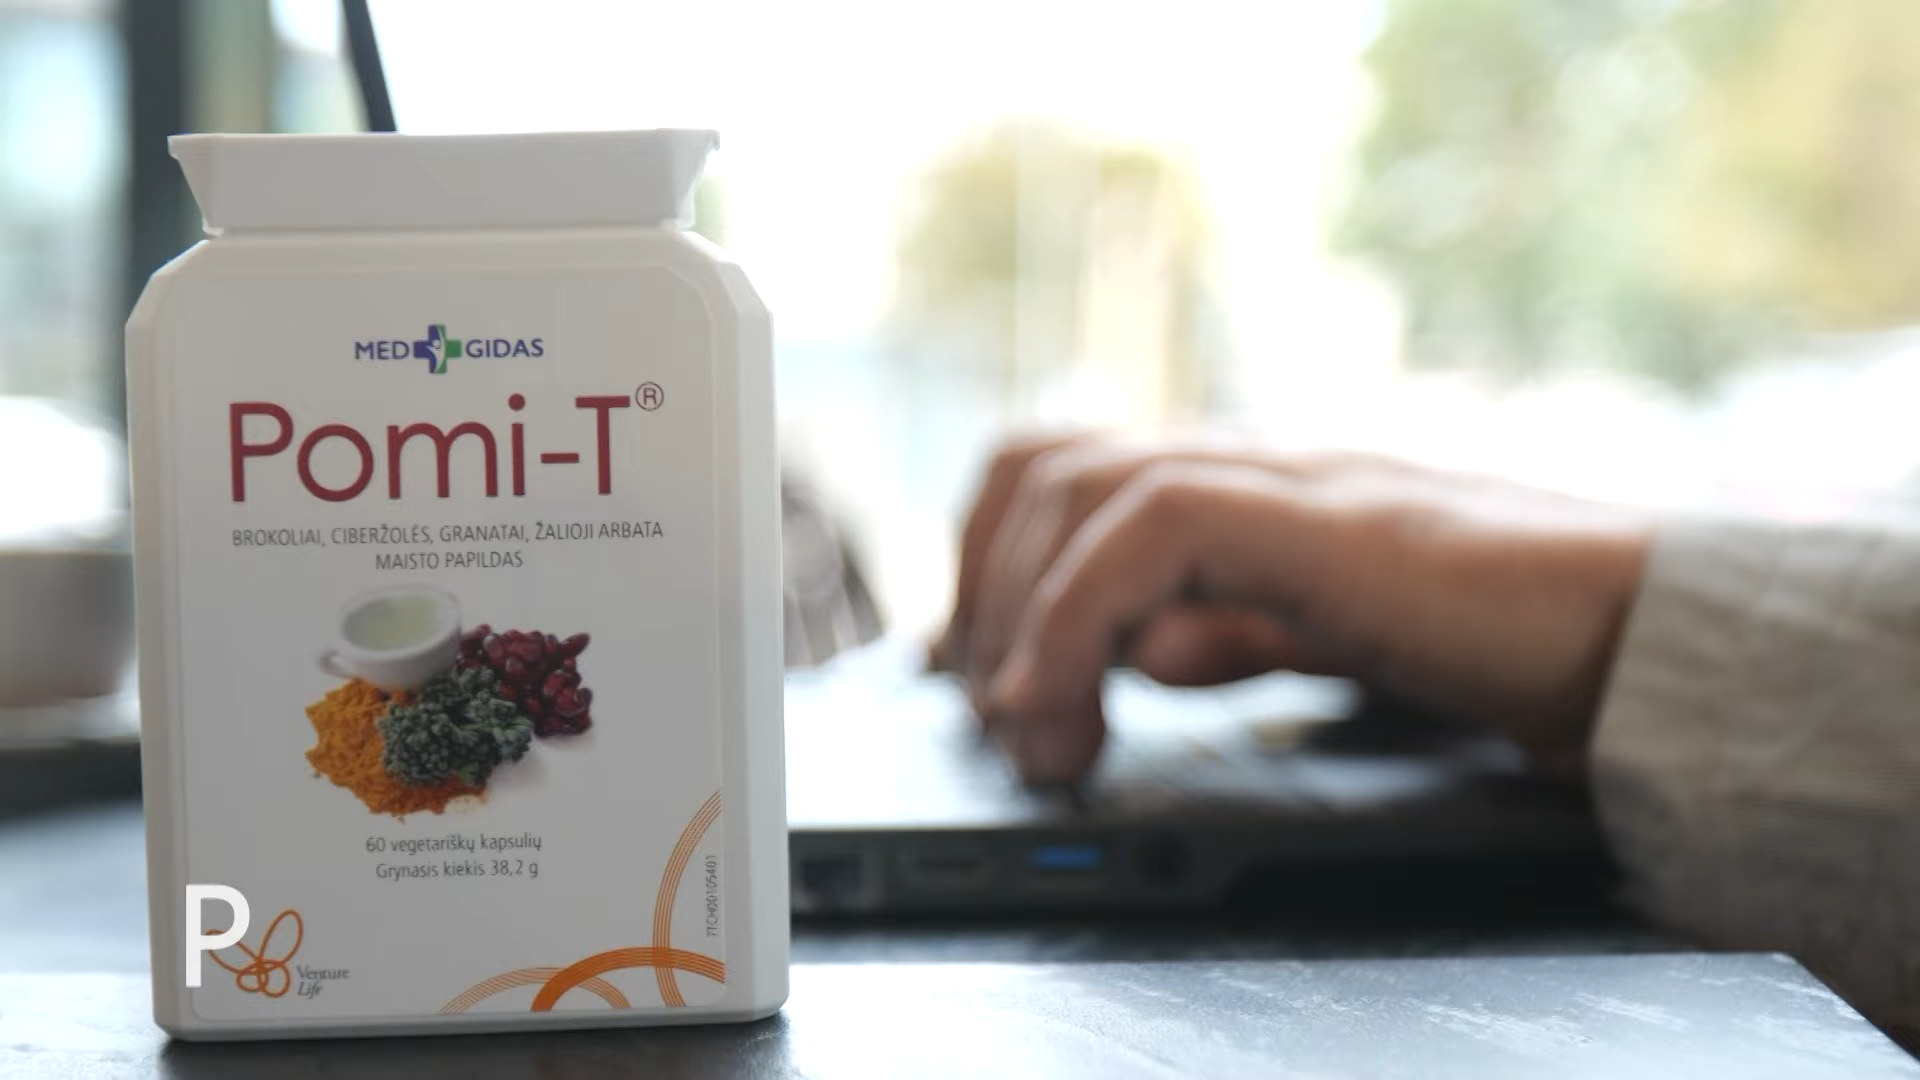 MED GIDAS
Pomi-T®
BROKOLIAI, CIBERŽOLĖS, GRANATAI, ŽALIOJI ARBATA
MAISTO PAPILDAS
60 vegetariškų kapsulių
Grynasis kiekis 38,2 g
P
Venture
Life